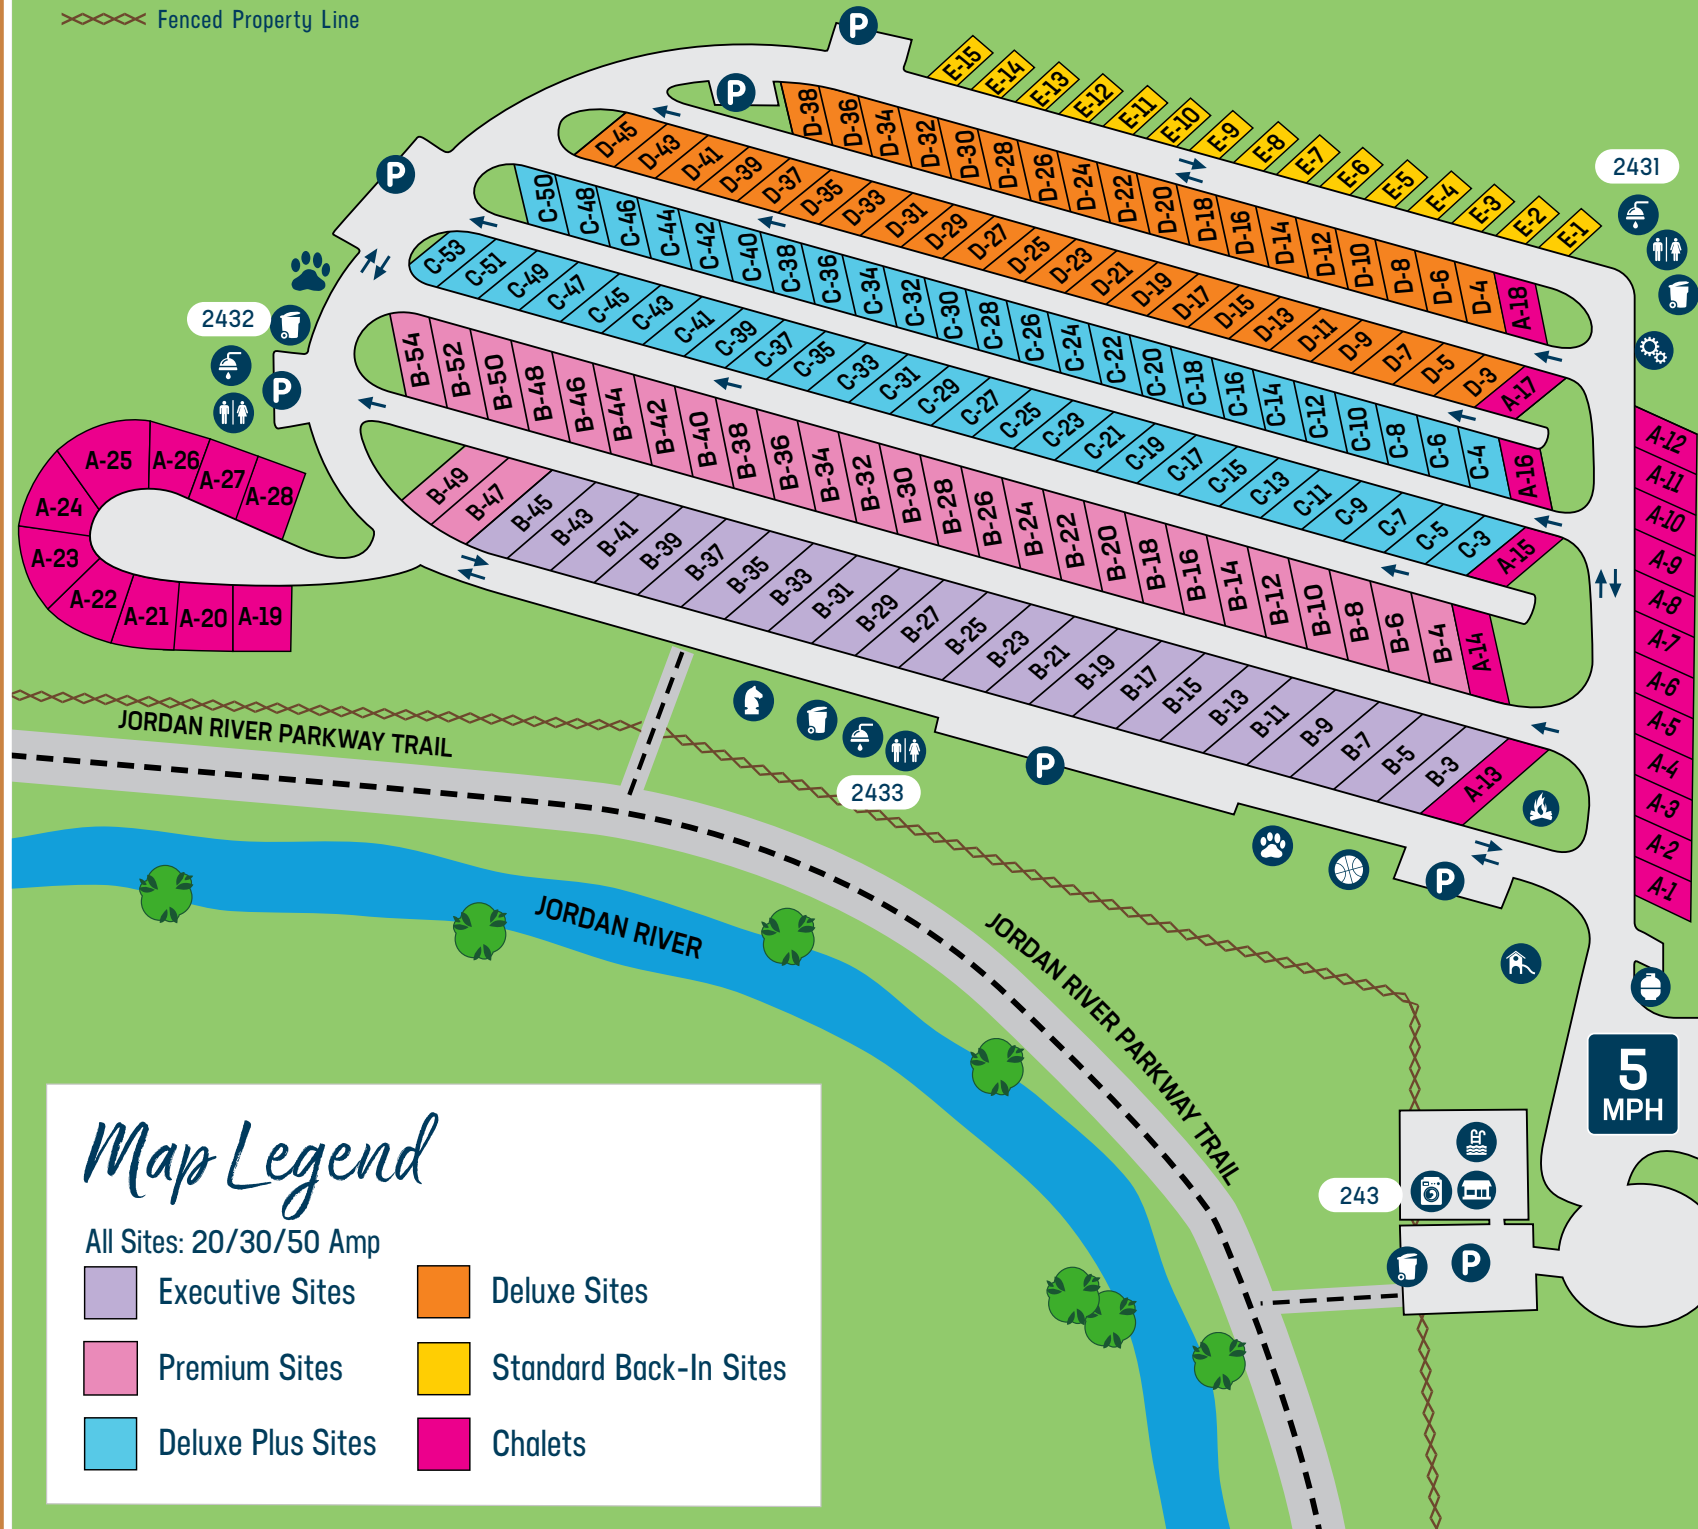 Fenced Property Line
P
P
P
P
E-15
E-14
E-13
E-12
E-11
E-10
E-9
E-8
E-7
E-6
E-5
E-4
E-3
E-2
E-1
2431
D-38
D-36
D-34
D-32
D-30
D-28
D-26
D-24
D-22
D-20
D-18
D-16
D-14
D-12
D-10
D-8
D-6
D-4
A-18
D-45
D-43
D-41
D-39
D-37
D-35
D-33
D-31
D-29
D-27
D-25
D-23
D-21
D-19
D-17
D-15
D-13
D-11
D-9
D-7
D-5
D-3
A-17
C-50
C-48
C-46
C-44
C-42
C-40
C-38
C-36
C-34
C-32
C-30
C-28
C-26
C-24
C-22
C-20
C-18
C-16
C-14
C-12
C-10
C-8
C-6
C-4
A-16
C-53
C-51
C-49
C-47
C-45
C-43
C-41
C-39
C-37
C-35
C-33
C-31
C-29
C-27
C-25
C-23
C-21
C-19
C-17
C-15
C-13
C-11
C-9
C-7
C-5
C-3
A-15
2432
B-54
B-52
B-50
B-48
B-46
B-44
B-42
B-40
B-38
B-36
B-34
B-32
B-30
B-28
B-26
B-24
B-22
B-20
B-18
B-16
B-14
B-12
B-10
B-8
B-6
B-4
A-14
B-49
B-47
B-45
B-43
B-41
B-39
B-37
B-35
B-33
B-31
B-29
B-27
B-25
B-23
B-21
B-19
B-17
B-15
B-13
B-11
B-9
B-7
B-5
B-3
A-13
A-12
A-11
A-10
A-9
A-8
A-7
A-6
A-5
A-4
A-3
A-2
A-1
A-28
A-27
A-26
A-25
A-24
A-23
A-22
A-21
A-20
A-19
JORDAN RIVER PARKWAY TRAIL
2433
P
P
JORDAN RIVER
JORDAN RIVER PARKWAY TRAIL
5
MPH
243
P
Map Legend
All Sites: 20/30/50 Amp
Executive Sites
Deluxe Sites
Premium Sites
Standard Back-In Sites
Deluxe Plus Sites
Chalets